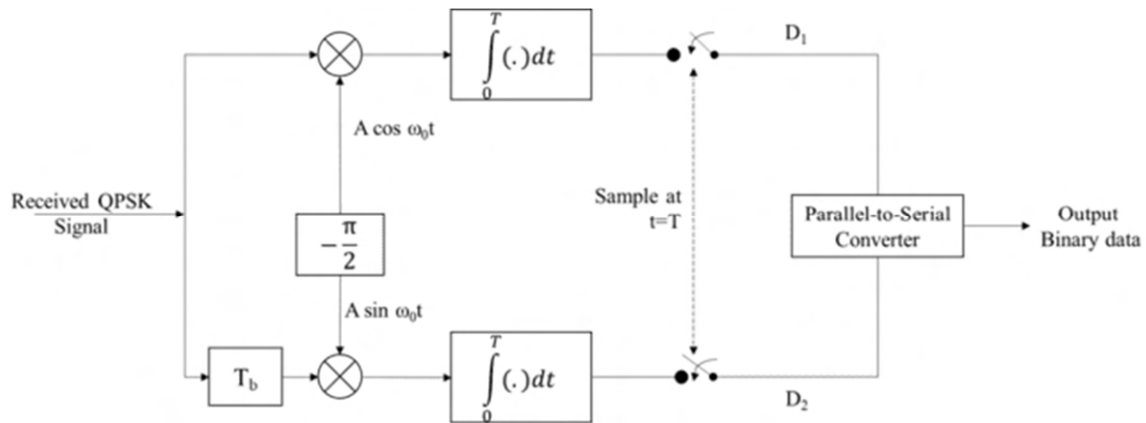 T
∫(.)dt
0
D₁
A cos ω₀t
Received QPSK
Signal
Sample at
t=T
−π/2
Parallel-to-Serial
Converter
Output
Binary data
A sin ω₀t
T_b
T
∫(.)dt
0
D₂